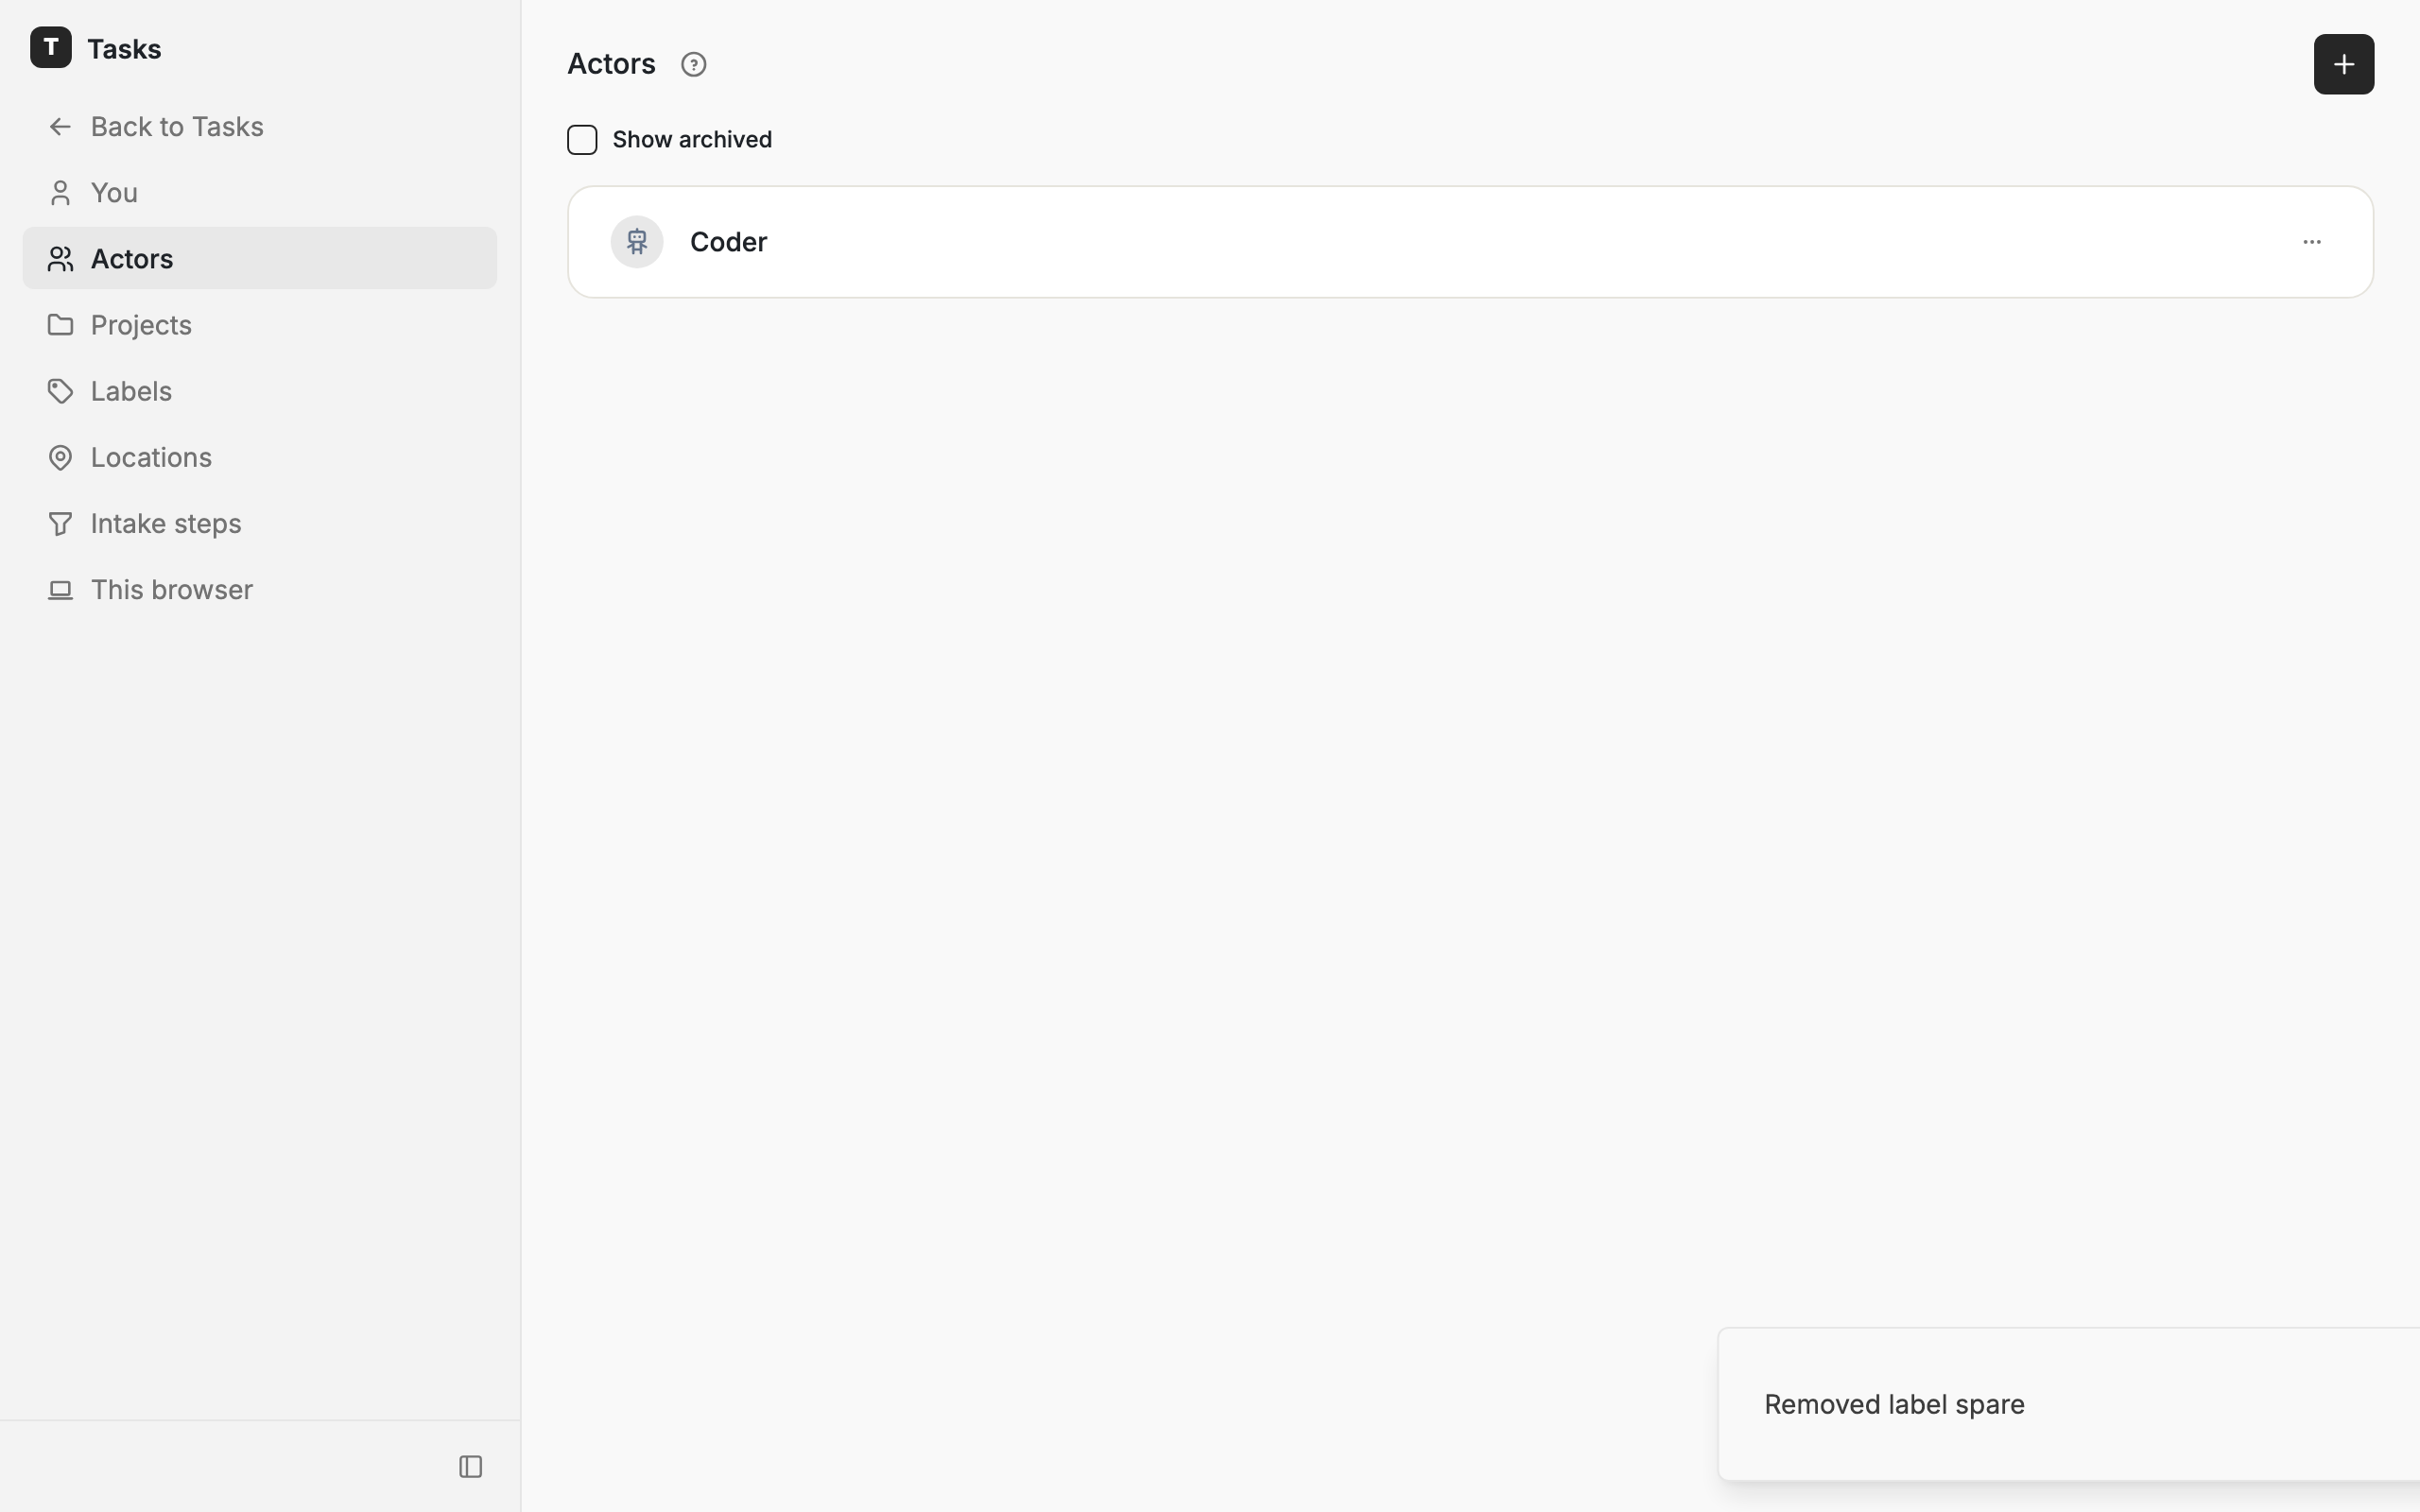 T Tasks
Back to Tasks
You
Actors
Projects
Labels
Locations
Intake steps
This browser
Actors
Show archived
Coder
Removed label spare